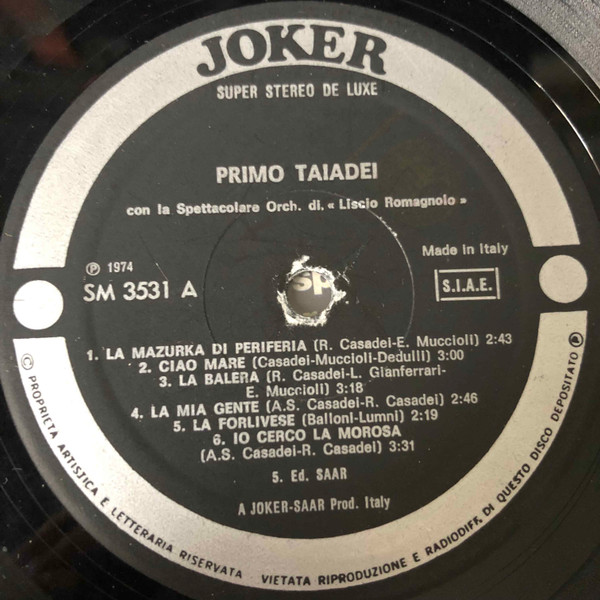 JOKER
SUPER STEREO DE LUXE
PRIMO TAIADEI
con la Spettacolare Orch. di. « Liscio Romagnolo »
Made in Italy
℗ 1974
SM 3531 A
S.I.A.E.
sp
1. LA MAZURKA DI PERIFERIA (R. Casadei-E. Muccioli) 2:43
2. CIAO MARE (Casadei-Muccioli-Dedulli) 3:00
3. LA BALERA (R. Casadei-L. Gianferrari-
E. Muccioli) 3:18
4. LA MIA GENTE (A.S. Casadei-R. Casadei) 2:46
5. LA FORLIVESE (Balloni-Lumni) 2:19
6. IO CERCO LA MOROSA
(A.S. Casadei-R. Casadei) 3:31
5. Ed. SAAR
A JOKER-SAAR Prod. Italy
© PROPRIETA ARTISTICA E LETTERARIA RISERVATA VIETATA RIPRODUZIONE E RADIODIFF. DI QUESTO DISCO DEPOSITATO ℗